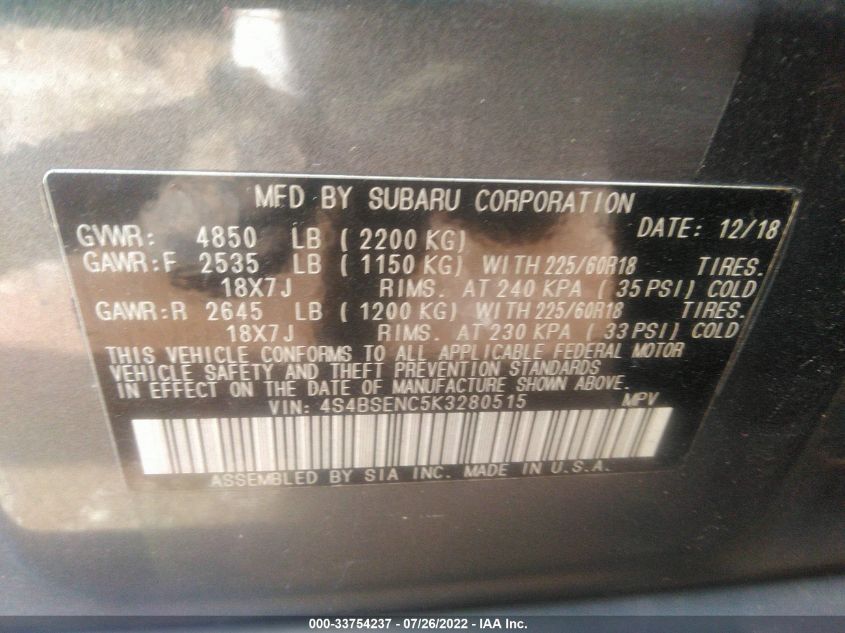 MFD BY SUBARU CORPORATION
GVWR: 4850 LB (2200 KG) DATE: 12/18
GAWR:F 2535 LB (1150 KG) WITH 225/60R18 TIRES.
18X7J RIMS. AT 240 KPA (35 PSI) COLD
GAWR:R 2645 LB (1200 KG) WITH 225/60R18 TIRES.
18X7J RIMS. AT 230 KPA (33 PSI) COLD
THIS VEHICLE CONFORMS TO ALL APPLICABLE FEDERAL MOTOR
VEHICLE SAFETY AND THEFT PREVENTION STANDARDS
IN EFFECT ON THE DATE OF MANUFACTURE SHOWN ABOVE.
VIN: 4S4BSENC5K3280515 MPV
ASSEMBLED BY SIA INC. MADE IN U.S.A.
000-33754237 - 07/26/2022 - IAA Inc.